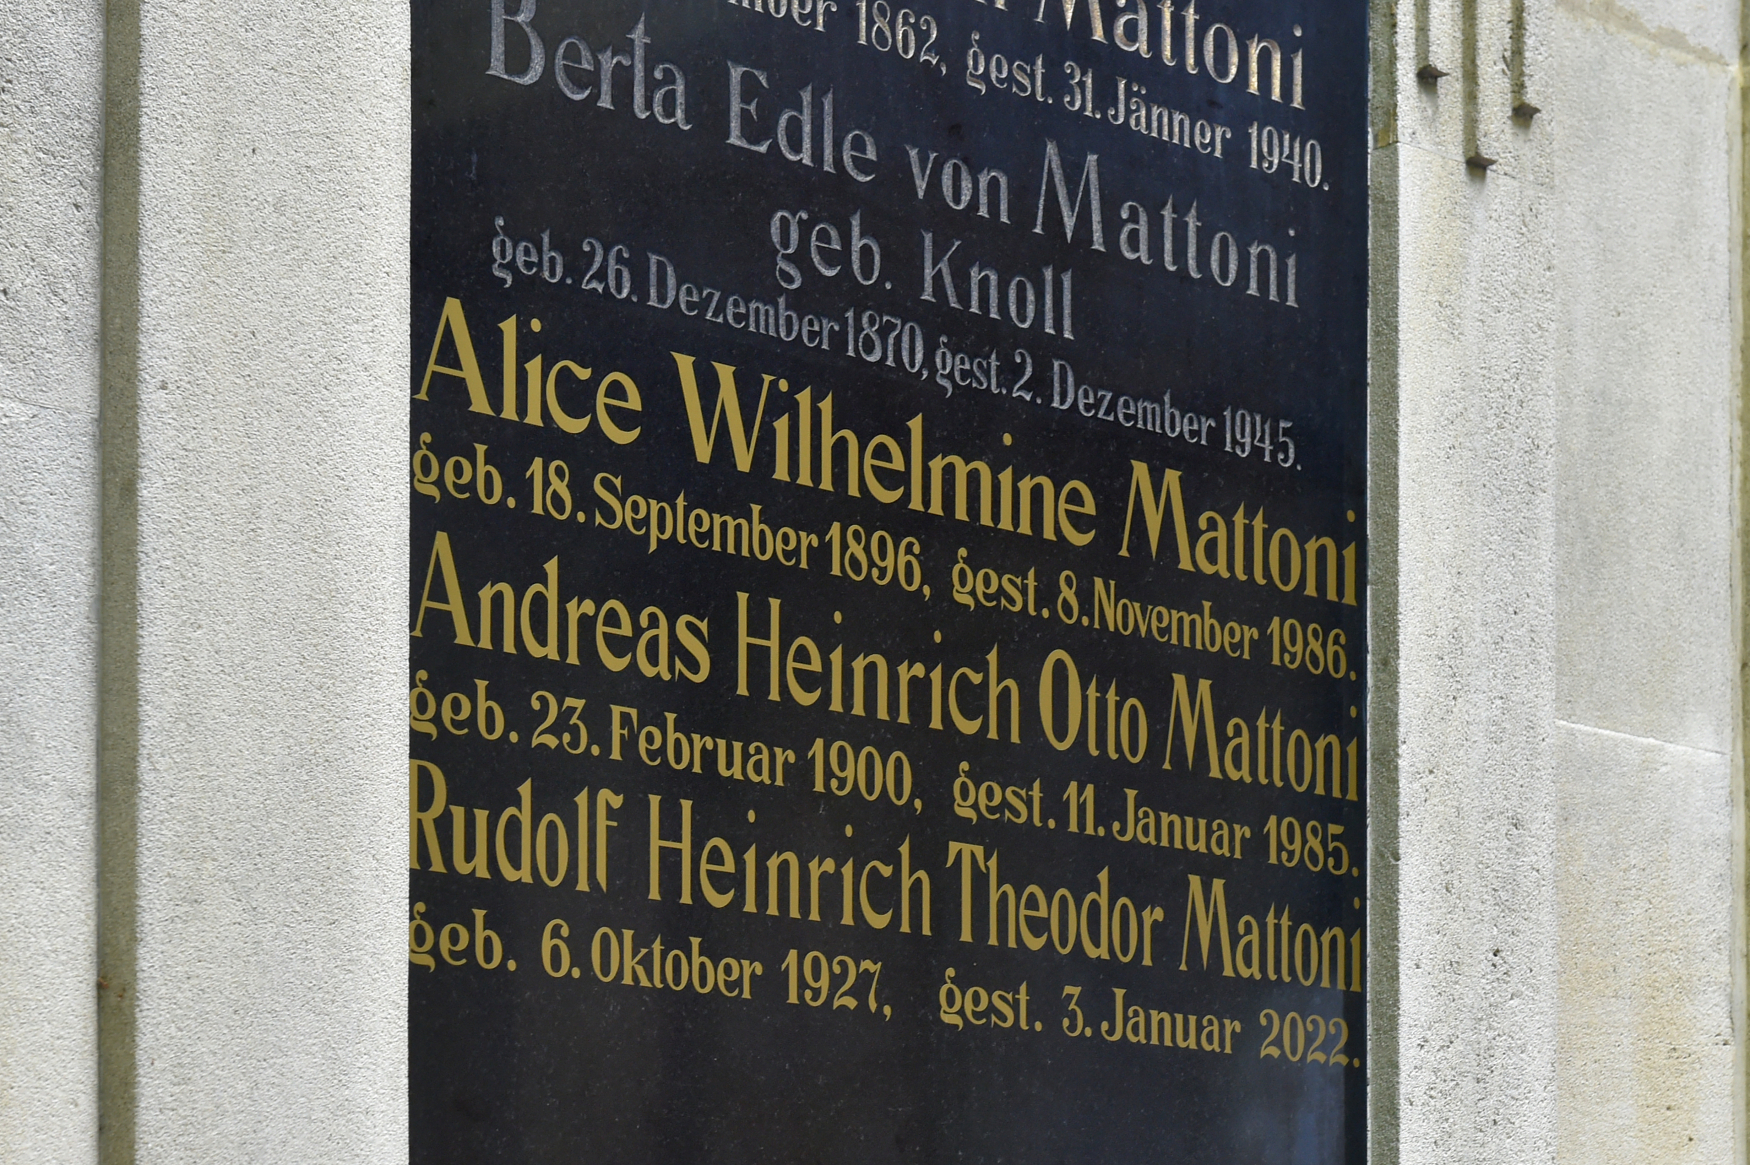 Mattoni
1862, gest. 31. Jänner 1940.
Berta Edle von Mattoni
geb. Knoll
geb. 26. Dezember 1870, gest. 2. Dezember 1945.
Alice Wilhelmine Mattoni
geb. 18. September 1896, gest. 8. November 1986.
Andreas Heinrich Otto Mattoni
geb. 23. Februar 1900, gest. 11. Januar 1985.
Rudolf Heinrich Theodor Mattoni
geb. 6. Oktober 1927, gest. 3. Januar 2022.